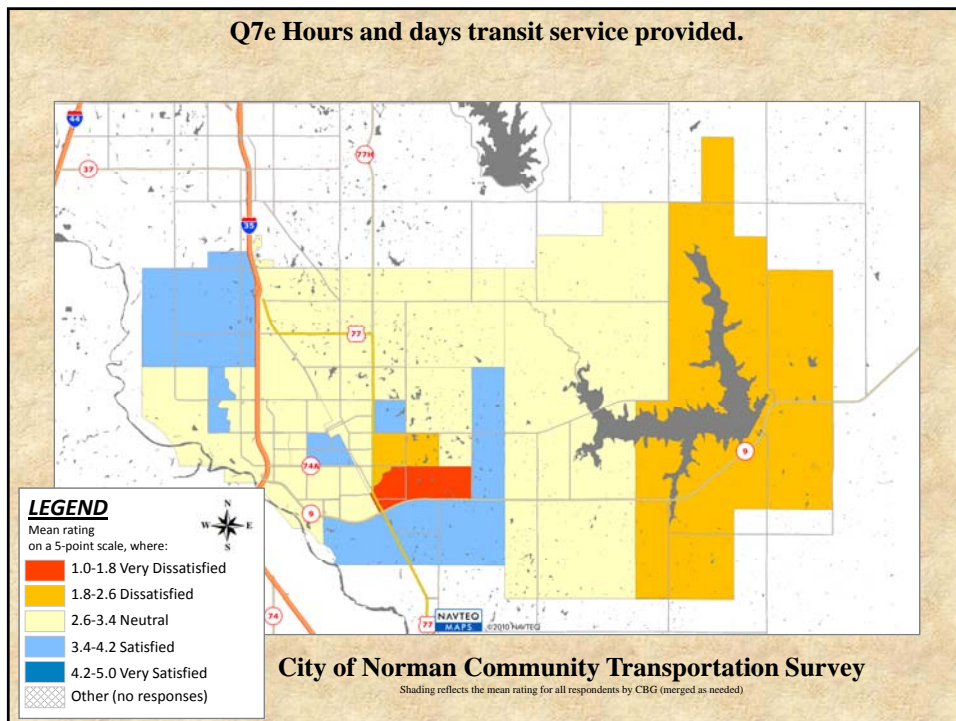 Q7e Hours and days transit service provided.
44
37
77H
35
77
74A
9
9
74
77
NAVTEQ
MAPS
©2010 NAVTEQ
LEGEND
Mean rating
on a 5-point scale, where:
N
W E
S
1.0-1.8 Very Dissatisfied
1.8-2.6 Dissatisfied
2.6-3.4 Neutral
3.4-4.2 Satisfied
4.2-5.0 Very Satisfied
Other (no responses)
City of Norman Community Transportation Survey
Shading reflects the mean rating for all respondents by CBG (merged as needed)